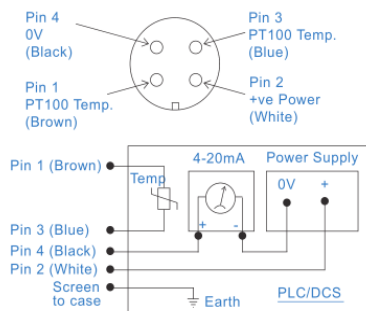 Pin 4
0V
(Black)
Pin 3
PT100 Temp.
(Blue)
Pin 1
PT100 Temp.
(Brown)
Pin 2
+ve Power
(White)
4-20mA
Power Supply
Pin 1 (Brown)
Temp
0V +
+ -
Pin 3 (Blue)
Pin 4 (Black)
Pin 2 (White)
Screen
to case
Earth
PLC/DCS